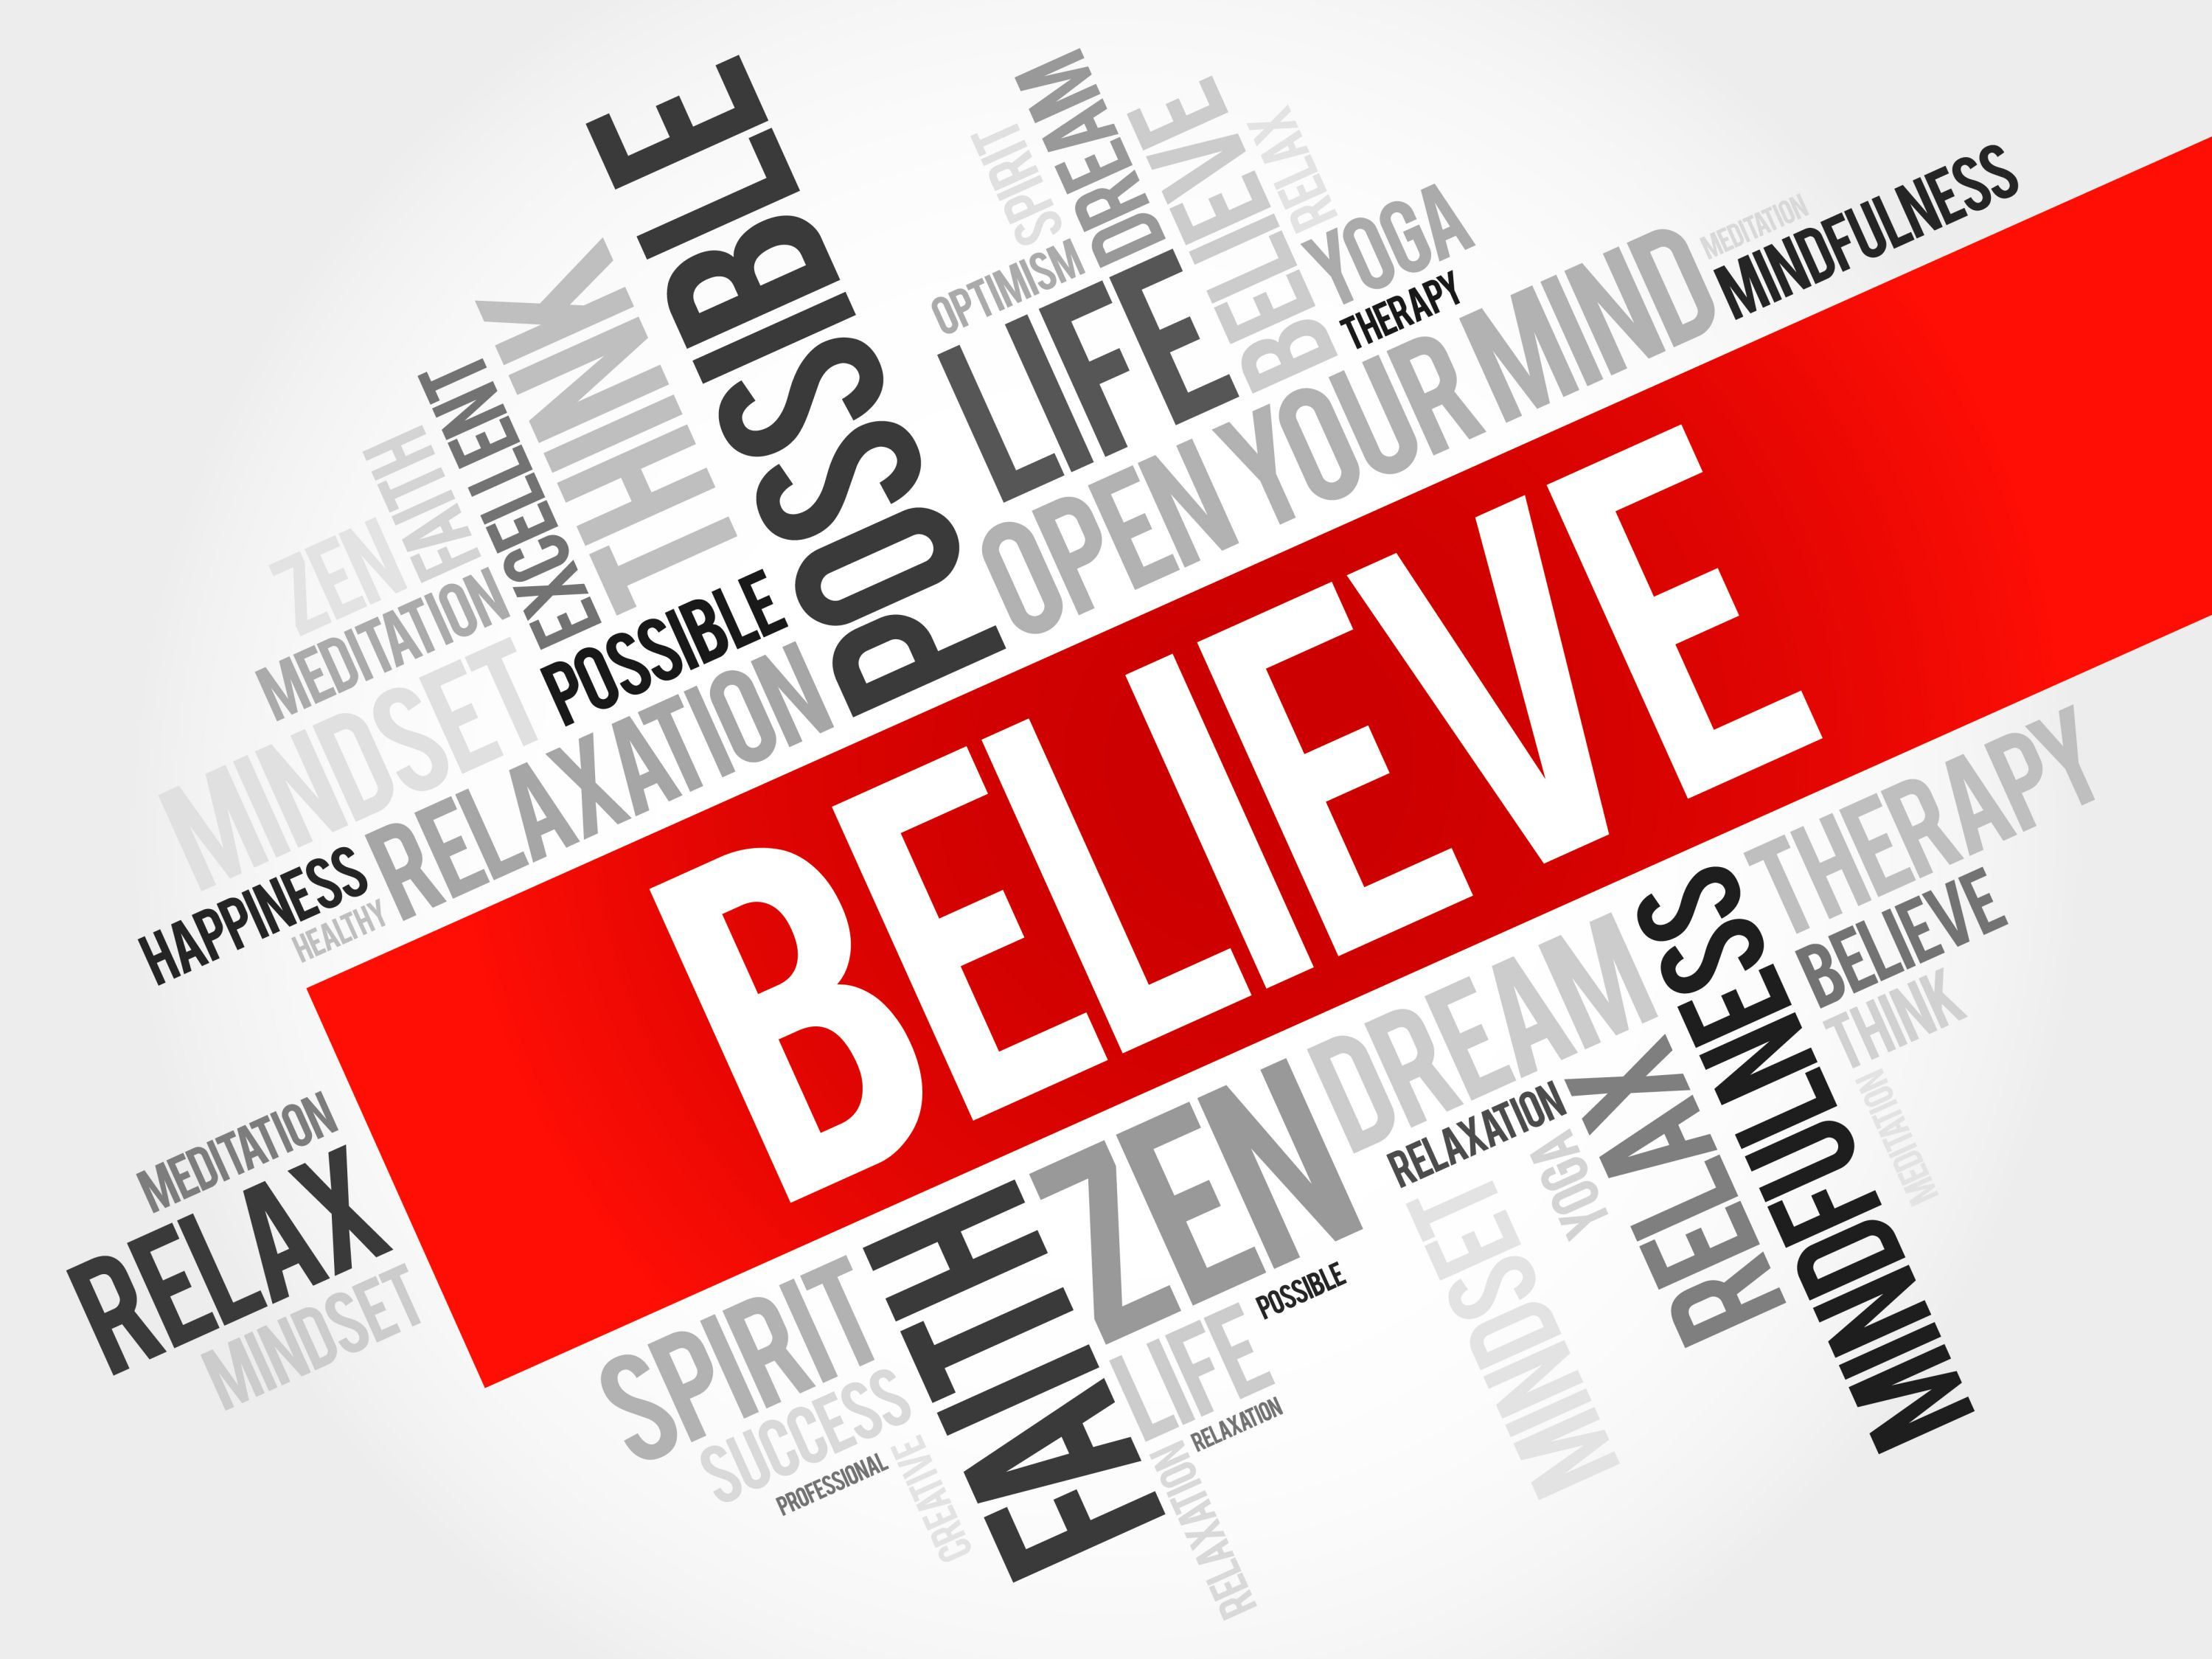 SPIRIT
DREAM
BELIEVE
RELAX
OPTIMISM
LIFE
YOGA
THERAPY
OPEN YOUR MIND
MEDITATION
MINDFULNESS
POSSIBLE
THINK
EXCELLENT
FAITH
ZEN
MEDITATION
MINDSET
POSSIBLE
RELAXATION
HAPPINESS
HEALTHY
BELIEVE
MEDITATION
RELAX
MINDSET
SPIRIT
SUCCESS
PROFESSIONAL
CREATIVE
FAITH
ZEN
LIFE
POSSIBLE
RELAXATION
RELAXATION
DREAM
RELAXATION
YOGA
MINDSET
RELAX
MINDFULNESS
THERAPY
BELIEVE
THINK
MEDITATION